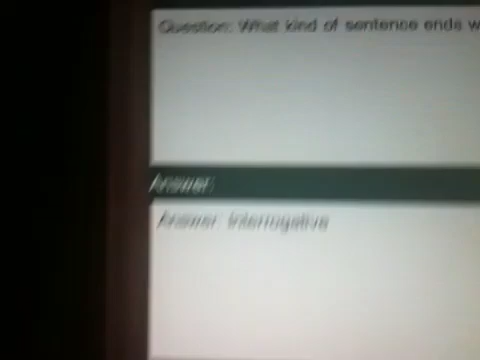 Question: What kind of sentence ends w
Answer:
Answer: Interrogative